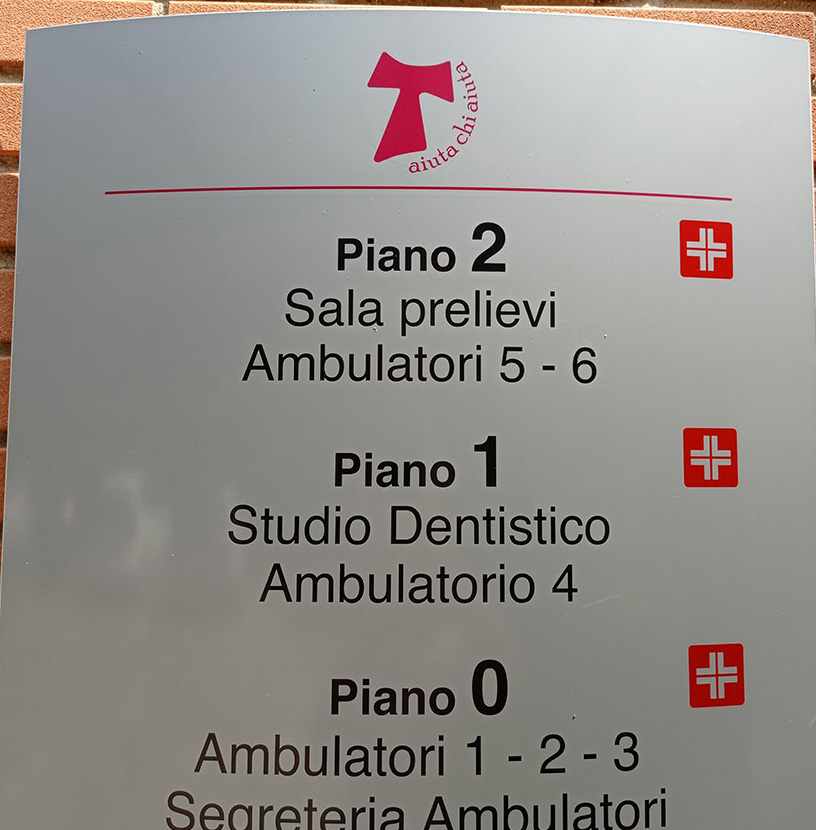 aiuta chi aiuta
Piano 2
Sala prelievi
Ambulatori 5 - 6
Piano 1
Studio Dentistico
Ambulatorio 4
Piano 0
Ambulatori 1 - 2 - 3
Segreteria Ambulatori